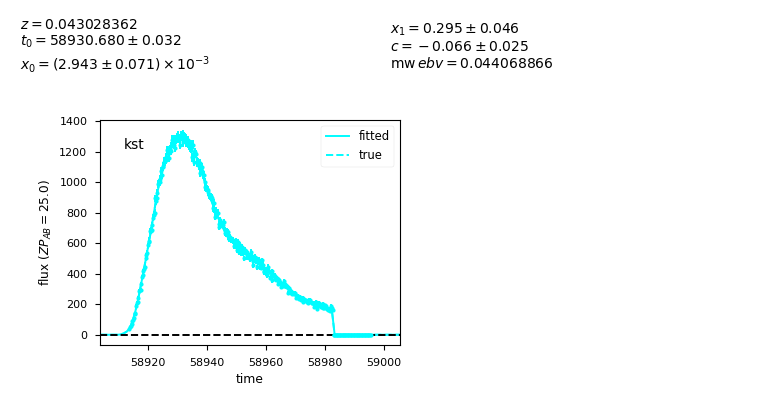 z = 0.043028362
t₀ = 58930.680 ± 0.032
x₀ = (2.943 ± 0.071) × 10⁻³
x₁ = 0.295 ± 0.046
c = −0.066 ± 0.025
mw ebv = 0.044068866
kst
fitted
true
1400
1200
1000
800
600
400
200
0
flux (ZP_AB = 25.0)
58920 58940 58960 58980 59000
time